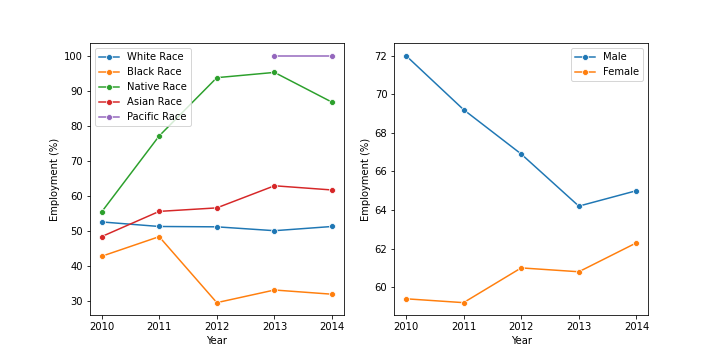 100
90
80
70
60
50
40
30
Employment (%)
White Race
Black Race
Native Race
Asian Race
Pacific Race
2010 2011 2012 2013 2014
Year
72
70
68
66
64
62
60
Employment (%)
Male
Female
2010 2011 2012 2013 2014
Year